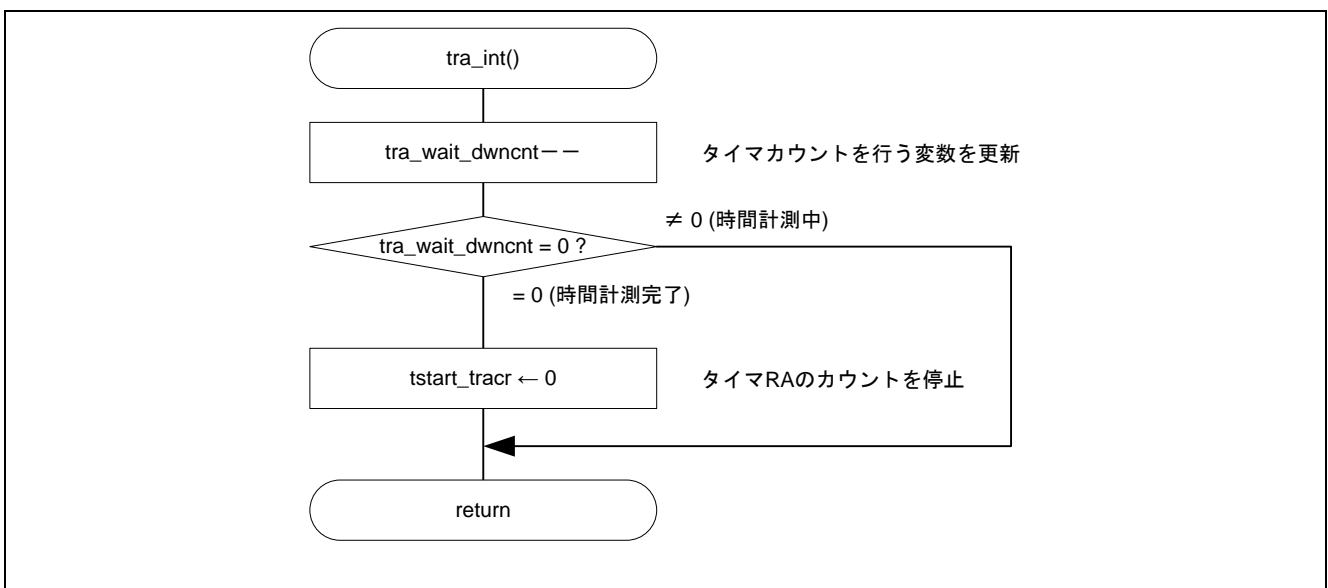 tra_int()
tra_wait_dwncnt－－
タイマカウントを行う変数を更新
≠ 0 (時間計測中)
tra_wait_dwncnt = 0 ?
= 0 (時間計測完了)
tstart_tracr ← 0
タイマRAのカウントを停止
return